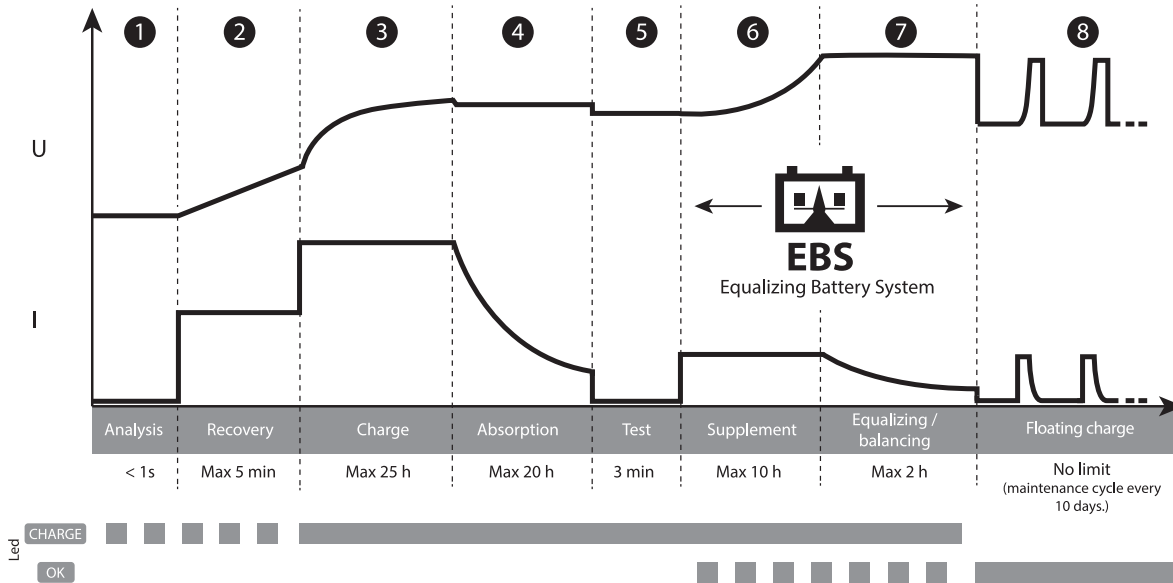 1 2 3 4 5 6 7 8
U
EBS
Equalizing Battery System
I
Analysis Recovery Charge Absorption Test Supplement Equalizing / Floating charge
balancing
< 1s Max 5 min Max 25 h Max 20 h 3 min Max 10 h Max 2 h No limit
(maintenance cycle every
10 days.)
Led
CHARGE
OK